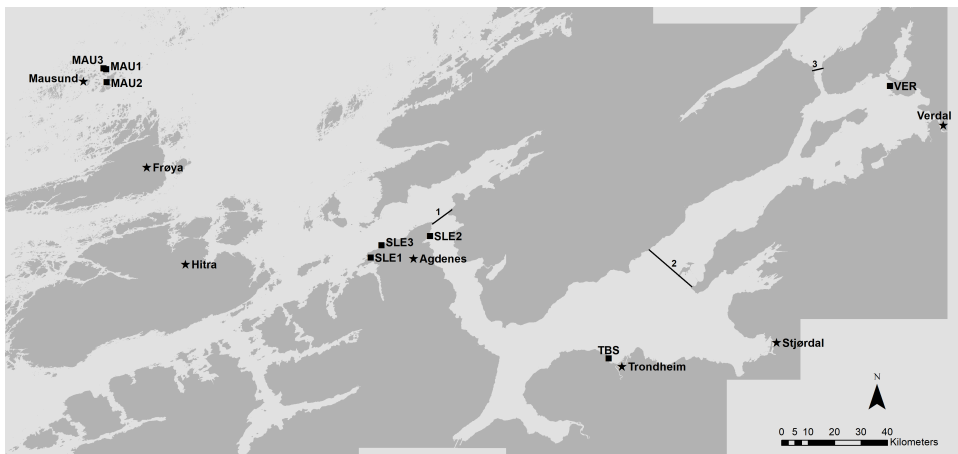 MAU3
MAU1
Mausund
MAU2
3
VER
Verdal
Frøya
1
SLE2
SLE3
SLE1
Agdenes
Hitra
2
Stjørdal
TBS
Trondheim
N
0 5 10 20 30 40
Kilometers